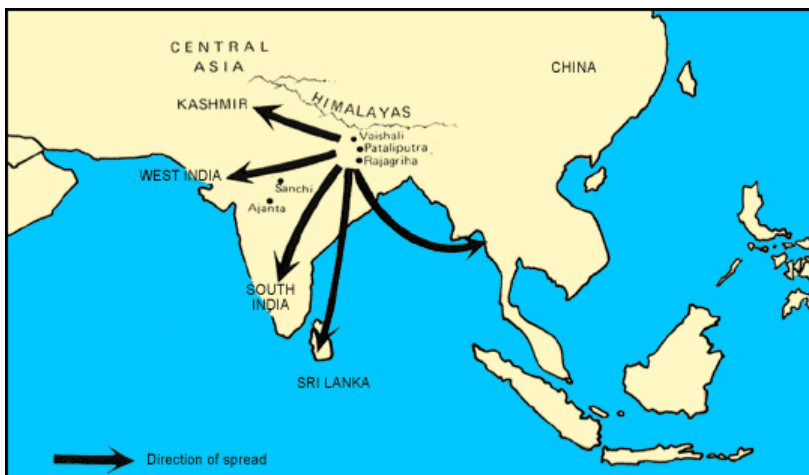 CENTRAL
ASIA
CHINA
KASHMIR
HIMALAYAS
Vaishali
Pataliputra
Rajagriha
WEST INDIA
Sanchi
Ajanta
SOUTH
INDIA
SRI LANKA
Direction of spread